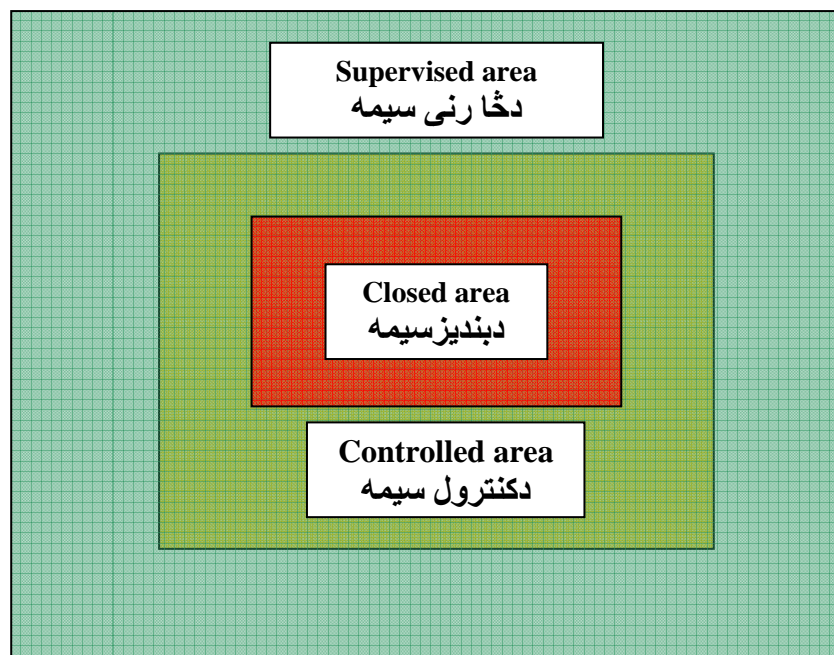 Supervised area
دڅا رنی سیمه
Closed area
دبندیزسیمه
Controlled area
دکنترول سیمه